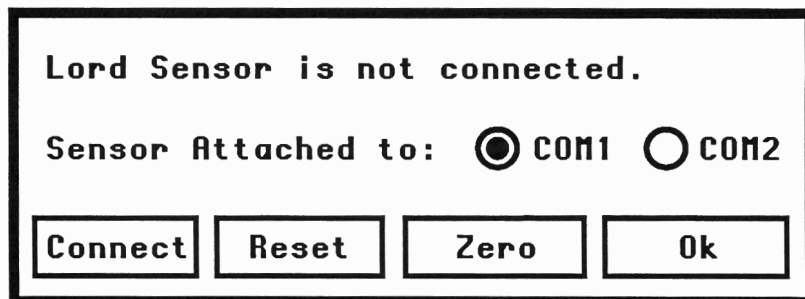 Lord Sensor is not connected.
Sensor Attached to: COM1 COM2
Connect Reset Zero Ok